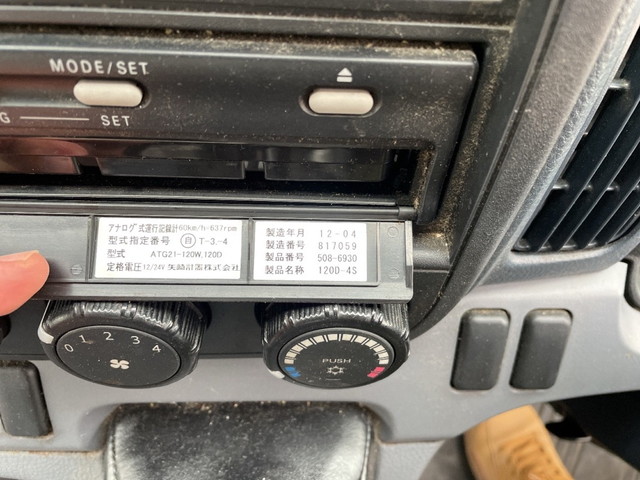 MODE/SET
G
SET
アナログ式運行記録計60km/h-637rpm
型式指定番号 自 T-3.-4
型式 ATG21-120W,120D
定格電圧12/24V 矢崎計器株式会社
製造年月 12-04
製造番号 817059
製品番号 508-6930
製品名称 120D-4S
0 1 2 3 4
PUSH